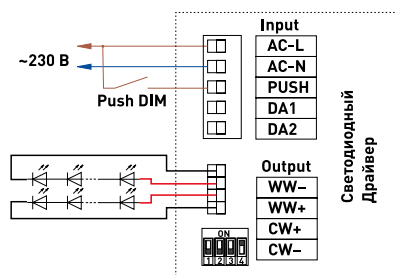 Input
AC-L
~230 В
AC-N
PUSH
Push DIM
DA1
DA2
Светодиодный
Драйвер
Output
WW-
WW+
CW+
CW-
ON
1 2 3 4